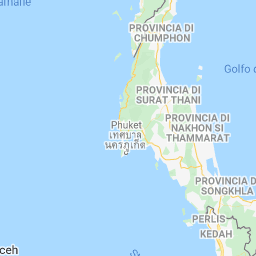 amane
PROVINCIA DI
CHUMPHON
Golfo d
PROVINCIA DI
SURAT THANI
Phuket
เทศบาล
นครภูเก็ต
PROVINCIA
DI
NAKHON SI
THAMMARAT
PROVINCIA DI
SONGKHLA
PERLIS
KEDAH
ceh